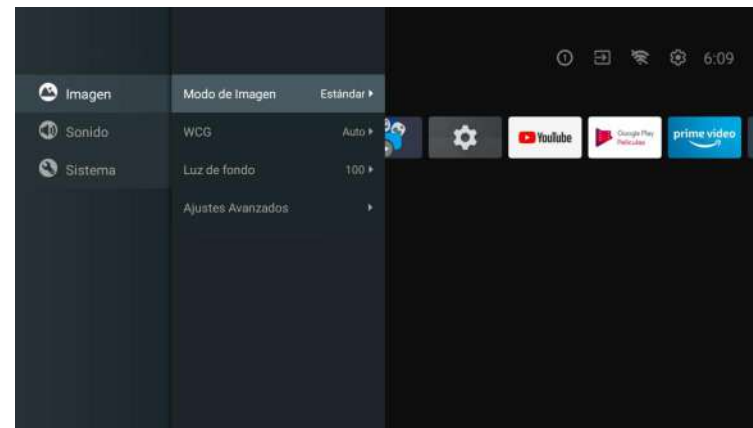 6:09
Imagen
Modo de Imagen Estándar
Sonido
WCG Auto
YouTube
Google Play
Películas
prime video
Sistema
Luz de fondo 100
Ajustes Avanzados